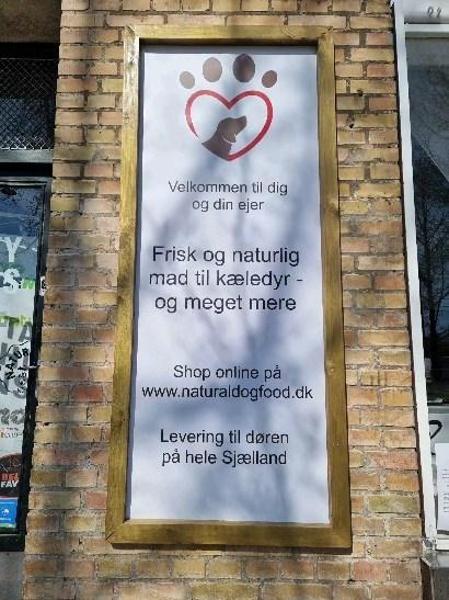 Velkommen til dig
og din ejer
Frisk og naturlig
mad til kæledyr -
og meget mere
Shop online på
www.naturaldogfood.dk
Levering til døren
på hele Sjælland